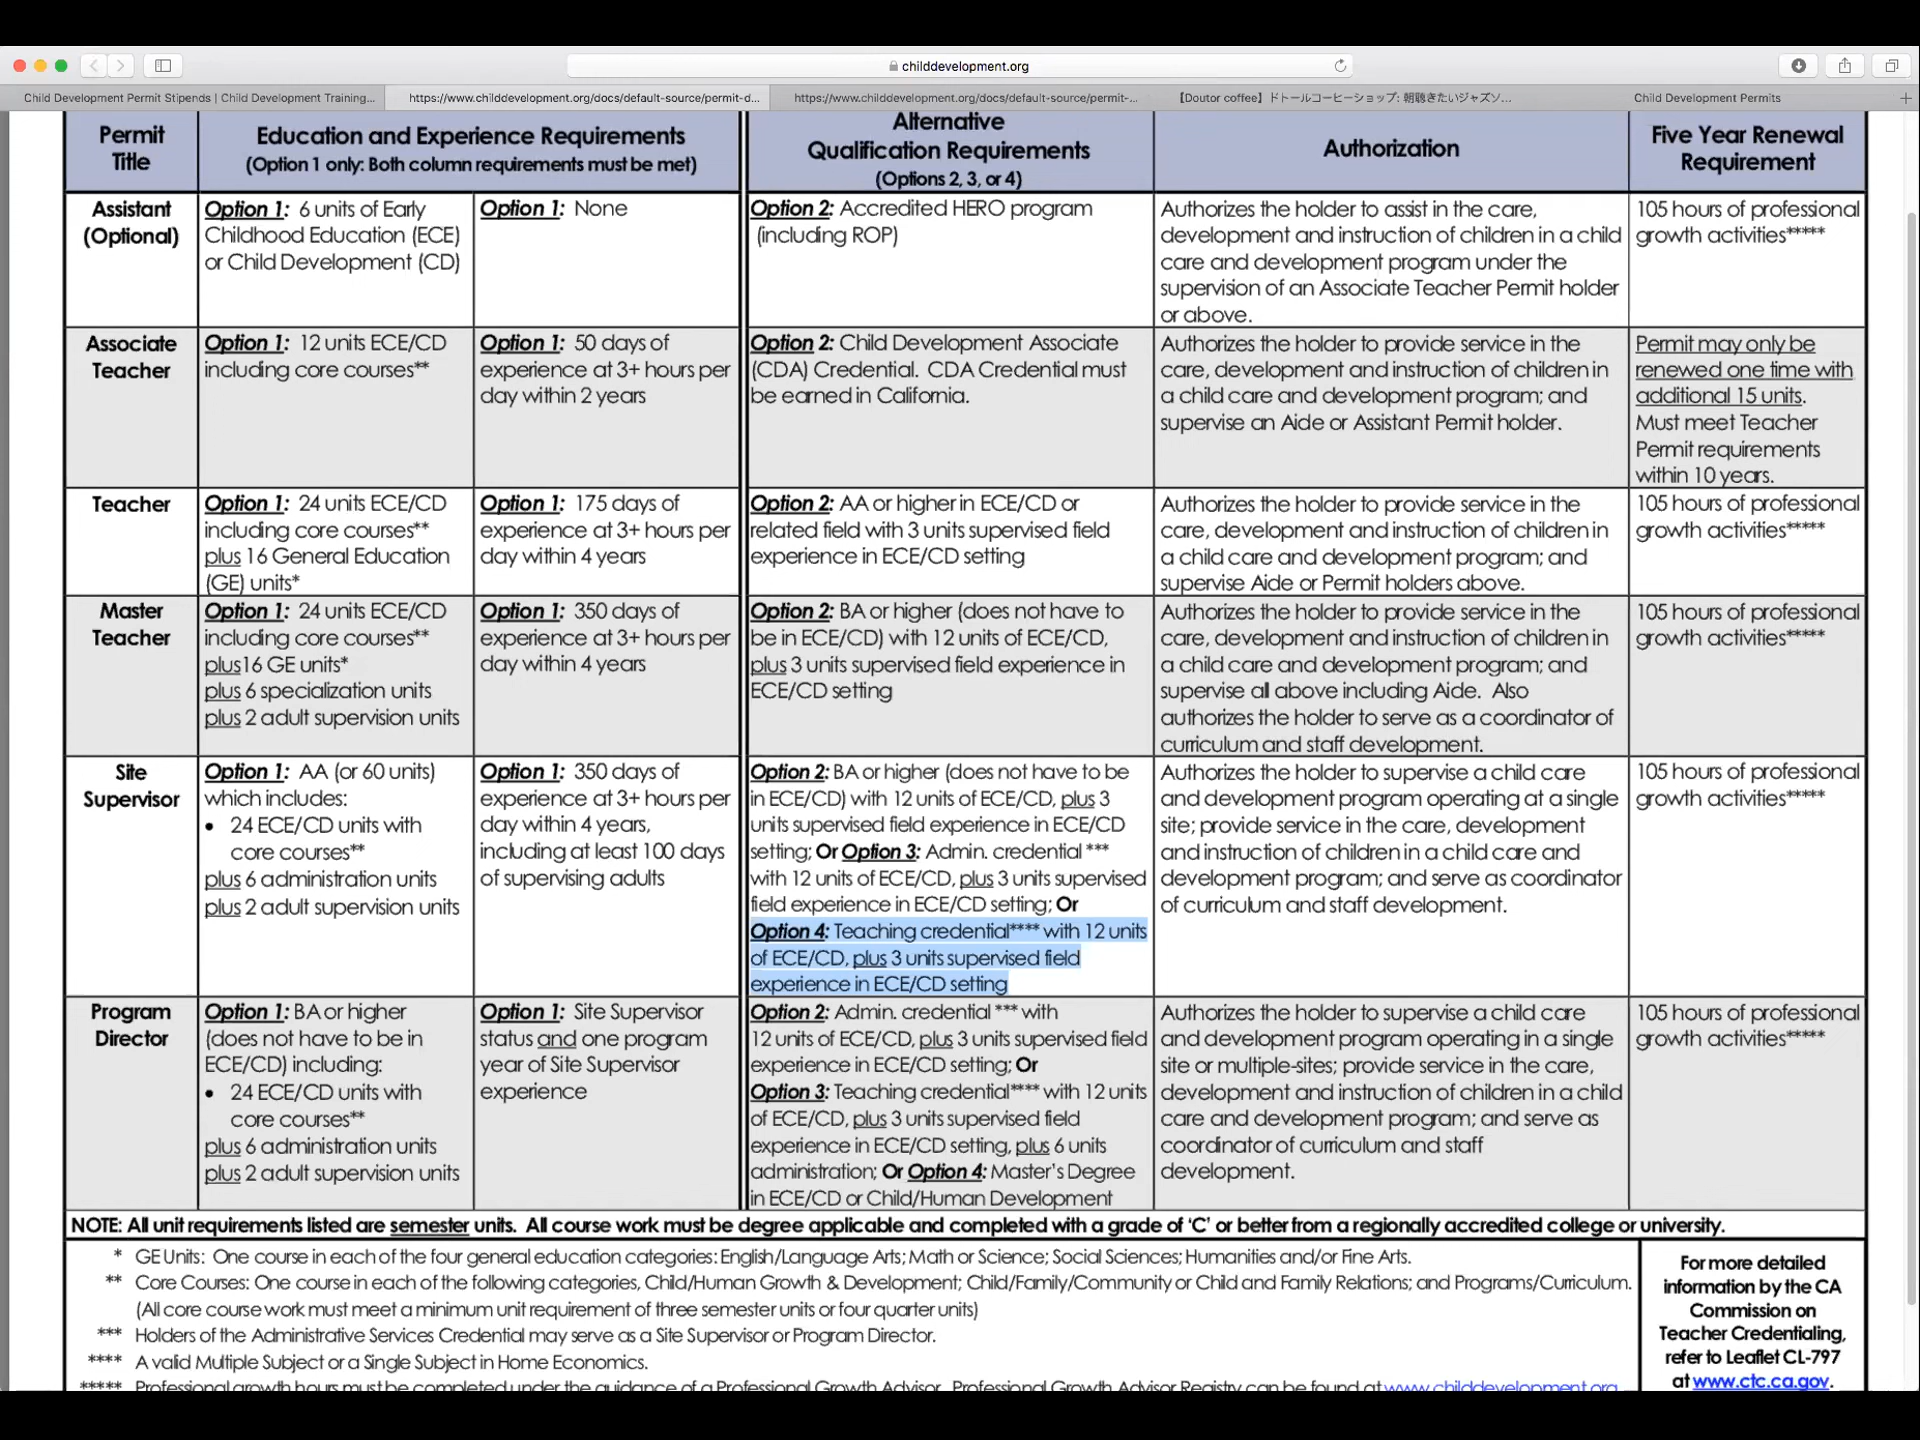 childdevelopment.org
Child Development Permit Stipends | Child Development Training...
https://www.childdevelopment.org/docs/default-source/permit-d...
https://www.childdevelopment.org/docs/default-source/permit-...
【Doutor coffee】ドトールコーヒーショップ: 朝聴きたいジャズソ...
Child Development Permits
Permit
Title
Education and Experience Requirements
(Option 1 only: Both column requirements must be met)
Alternative
Qualification Requirements
(Options 2, 3, or 4)
Authorization
Five Year Renewal
Requirement
Assistant
(Optional)
Option 1: 6 units of Early
Childhood Education (ECE)
or Child Development (CD)
Option 1: None
Option 2: Accredited HERO program
(including ROP)
Authorizes the holder to assist in the care,
development and instruction of children in a child
care and development program under the
supervision of an Associate Teacher Permit holder
or above.
105 hours of professional
growth activities*****
Associate
Teacher
Option 1: 12 units ECE/CD
including core courses**
Option 1: 50 days of
experience at 3+ hours per
day within 2 years
Option 2: Child Development Associate
(CDA) Credential. CDA Credential must
be earned in California.
Authorizes the holder to provide service in the
care, development and instruction of children in
a child care and development program; and
supervise an Aide or Assistant Permit holder.
Permit may only be
renewed one time with
additional 15 units.
Must meet Teacher
Permit requirements
within 10 years.
Teacher
Option 1: 24 units ECE/CD
including core courses**
plus 16 General Education
(GE) units*
Option 1: 175 days of
experience at 3+ hours per
day within 4 years
Option 2: AA or higher in ECE/CD or
related field with 3 units supervised field
experience in ECE/CD setting
Authorizes the holder to provide service in the
care, development and instruction of children in
a child care and development program; and
supervise Aide or Permit holders above.
105 hours of professional
growth activities*****
Master
Teacher
Option 1: 24 units ECE/CD
including core courses**
plus16 GE units*
plus 6 specialization units
plus 2 adult supervision units
Option 1: 350 days of
experience at 3+ hours per
day within 4 years
Option 2: BA or higher (does not have to
be in ECE/CD) with 12 units of ECE/CD,
plus 3 units supervised field experience in
ECE/CD setting
Authorizes the holder to provide service in the
care, development and instruction of children in
a child care and development program; and
supervise all above including Aide. Also
authorizes the holder to serve as a coordinator of
curriculum and staff development.
105 hours of professional
growth activities*****
Site
Supervisor
Option 1: AA (or 60 units)
which includes:
• 24 ECE/CD units with
core courses**
plus 6 administration units
plus 2 adult supervision units
Option 1: 350 days of
experience at 3+ hours per
day within 4 years,
including at least 100 days
of supervising adults
Option 2: BA or higher (does not have to be
in ECE/CD) with 12 units of ECE/CD, plus 3
units supervised field experience in ECE/CD
setting; Or Option 3: Admin. credential ***
with 12 units of ECE/CD, plus 3 units supervised
field experience in ECE/CD setting; Or
Option 4: Teaching credential**** with 12 units
of ECE/CD, plus 3 units supervised field
experience in ECE/CD setting
Authorizes the holder to supervise a child care
and development program operating at a single
site; provide service in the care, development
and instruction of children in a child care and
development program; and serve as coordinator
of curriculum and staff development.
105 hours of professional
growth activities*****
Program
Director
Option 1: BA or higher
(does not have to be in
ECE/CD) including:
• 24 ECE/CD units with
core courses**
plus 6 administration units
plus 2 adult supervision units
Option 1: Site Supervisor
status and one program
year of Site Supervisor
experience
Option 2: Admin. credential *** with
12 units of ECE/CD, plus 3 units supervised field
experience in ECE/CD setting; Or
Option 3: Teaching credential**** with 12 units
of ECE/CD, plus 3 units supervised field
experience in ECE/CD setting, plus 6 units
administration; Or Option 4: Master's Degree
in ECE/CD or Child/Human Development
Authorizes the holder to supervise a child care
and development program operating in a single
site or multiple-sites; provide service in the care,
development and instruction of children in a child
care and development program; and serve as
coordinator of curriculum and staff
development.
105 hours of professional
growth activities*****
NOTE: All unit requirements listed are semester units. All course work must be degree applicable and completed with a grade of ‘C’ or better from a regionally accredited college or university.
* GE Units: One course in each of the four general education categories: English/Language Arts; Math or Science; Social Sciences; Humanities and/or Fine Arts.
** Core Courses: One course in each of the following categories, Child/Human Growth & Development; Child/Family/Community or Child and Family Relations; and Programs/Curriculum.
(All core course work must meet a minimum unit requirement of three semester units or four quarter units)
*** Holders of the Administrative Services Credential may serve as a Site Supervisor or Program Director.
**** A valid Multiple Subject or a Single Subject in Home Economics.
***** Professional growth hours must be completed under the guidance of a Professional Growth Advisor. Professional Growth Advisor Registry can be found at www.childdevelopment.org
For more detailed
information by the CA
Commission on
Teacher Credentialing,
refer to Leaflet CL-797
at www.ctc.ca.gov.